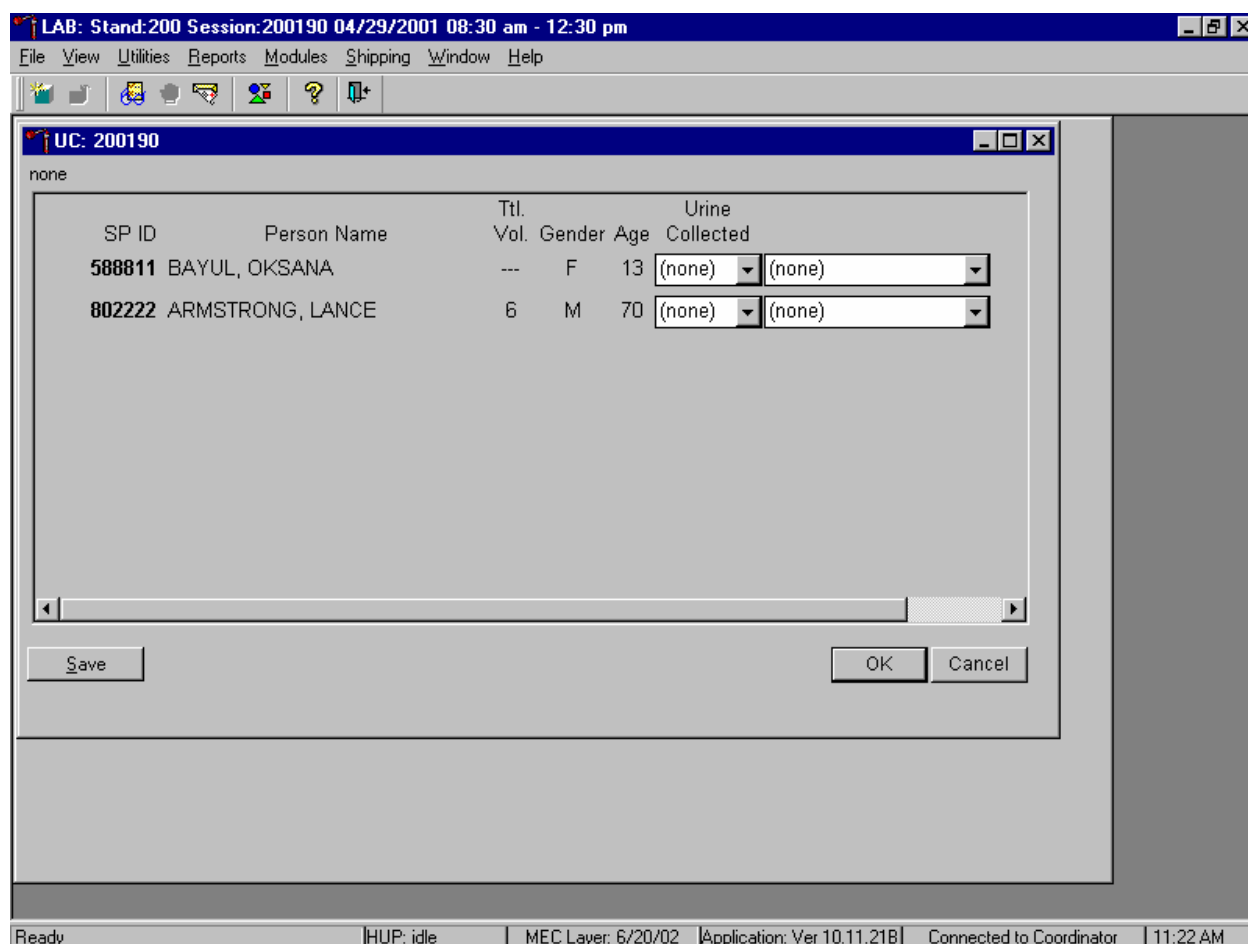 LAB: Stand:200 Session:200190 04/29/2001 08:30 am - 12:30 pm
File View Utilities Reports Modules Shipping Window Help
UC: 200190
none
Ttl. Urine
SP ID Person Name Vol. Gender Age Collected
588811 BAYUL, OKSANA --- F 13 (none) (none)
802222 ARMSTRONG, LANCE 6 M 70 (none) (none)
Save OK Cancel
Ready HUP: idle MEC Layer: 6/20/02 Application: Ver 10.11.21B Connected to Coordinator 11:22 AM